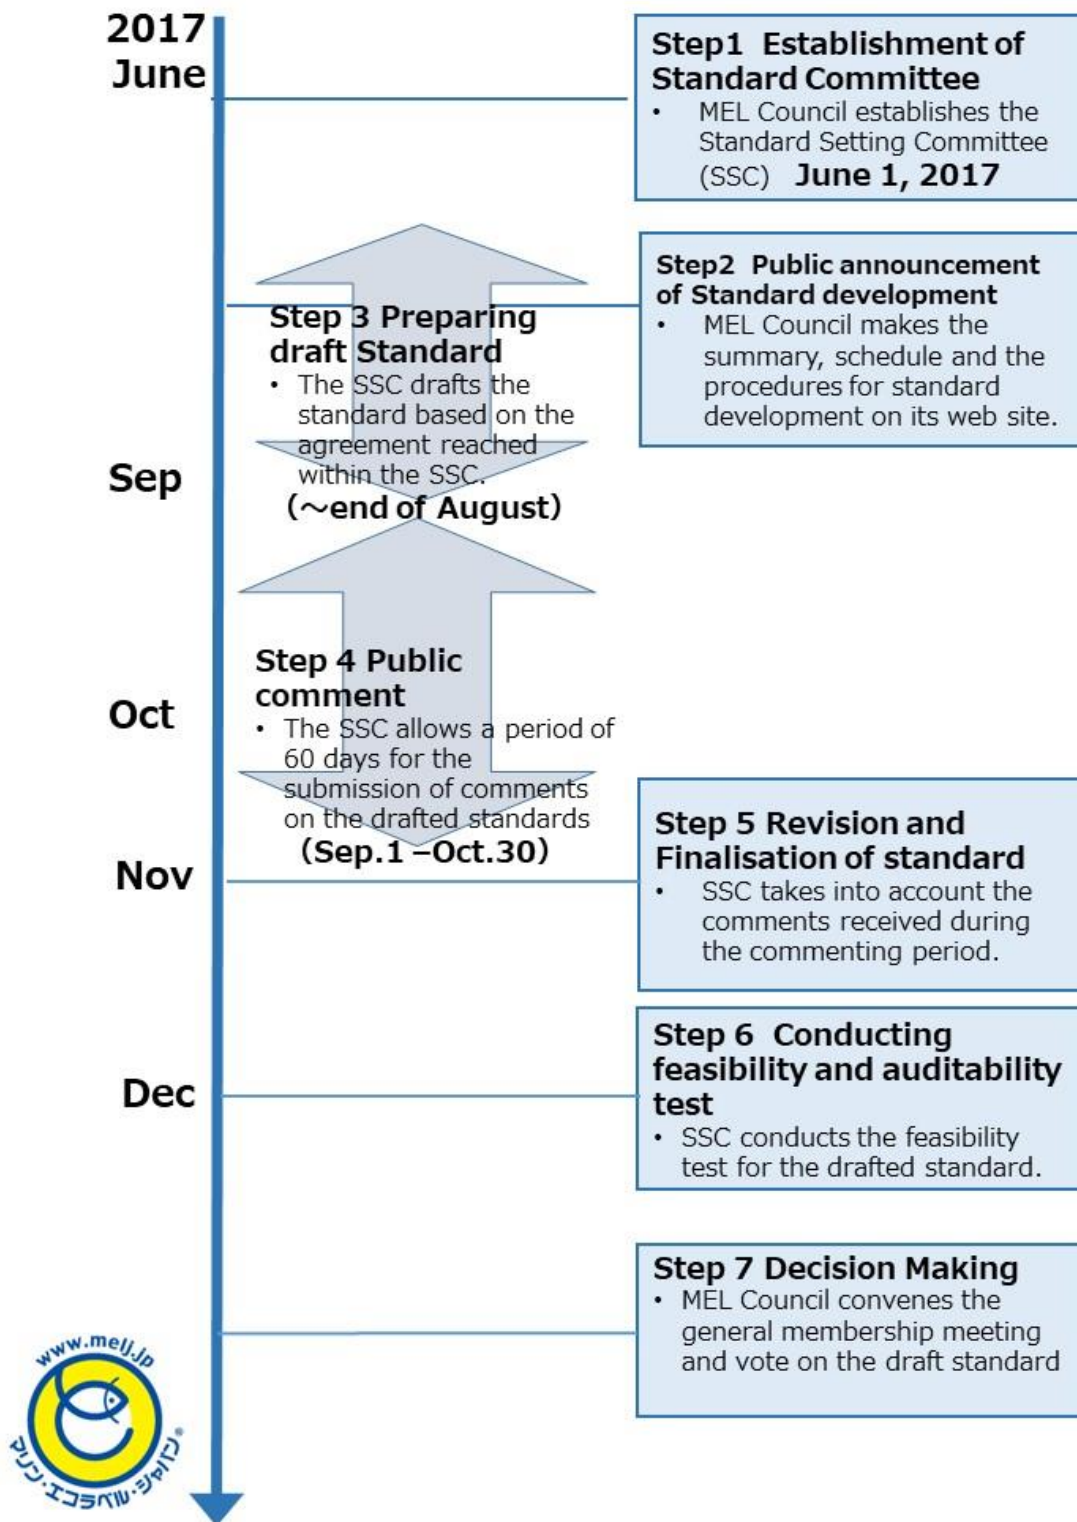 2017
June
Step1 Establishment of
Standard Committee
• MEL Council establishes the
Standard Setting Committee
(SSC) June 1, 2017
Step2 Public announcement
of Standard development
• MEL Council makes the
summary, schedule and the
procedures for standard
development on its web site.
Step 3 Preparing
draft Standard
• The SSC drafts the
standard based on the
agreement reached
within the SSC.
(～end of August)
Sep
Step 4 Public
comment
• The SSC allows a period of
60 days for the
submission of comments
on the drafted standards
(Sep.1 –Oct.30)
Oct
Nov
Step 5 Revision and
Finalisation of standard
• SSC takes into account the
comments received during
the commenting period.
Dec
Step 6 Conducting
feasibility and auditability
test
• SSC conducts the feasibility
test for the drafted standard.
Step 7 Decision Making
• MEL Council convenes the
general membership meeting
and vote on the draft standard
www.melj.jp
マリン・エコラベル・ジャパン®